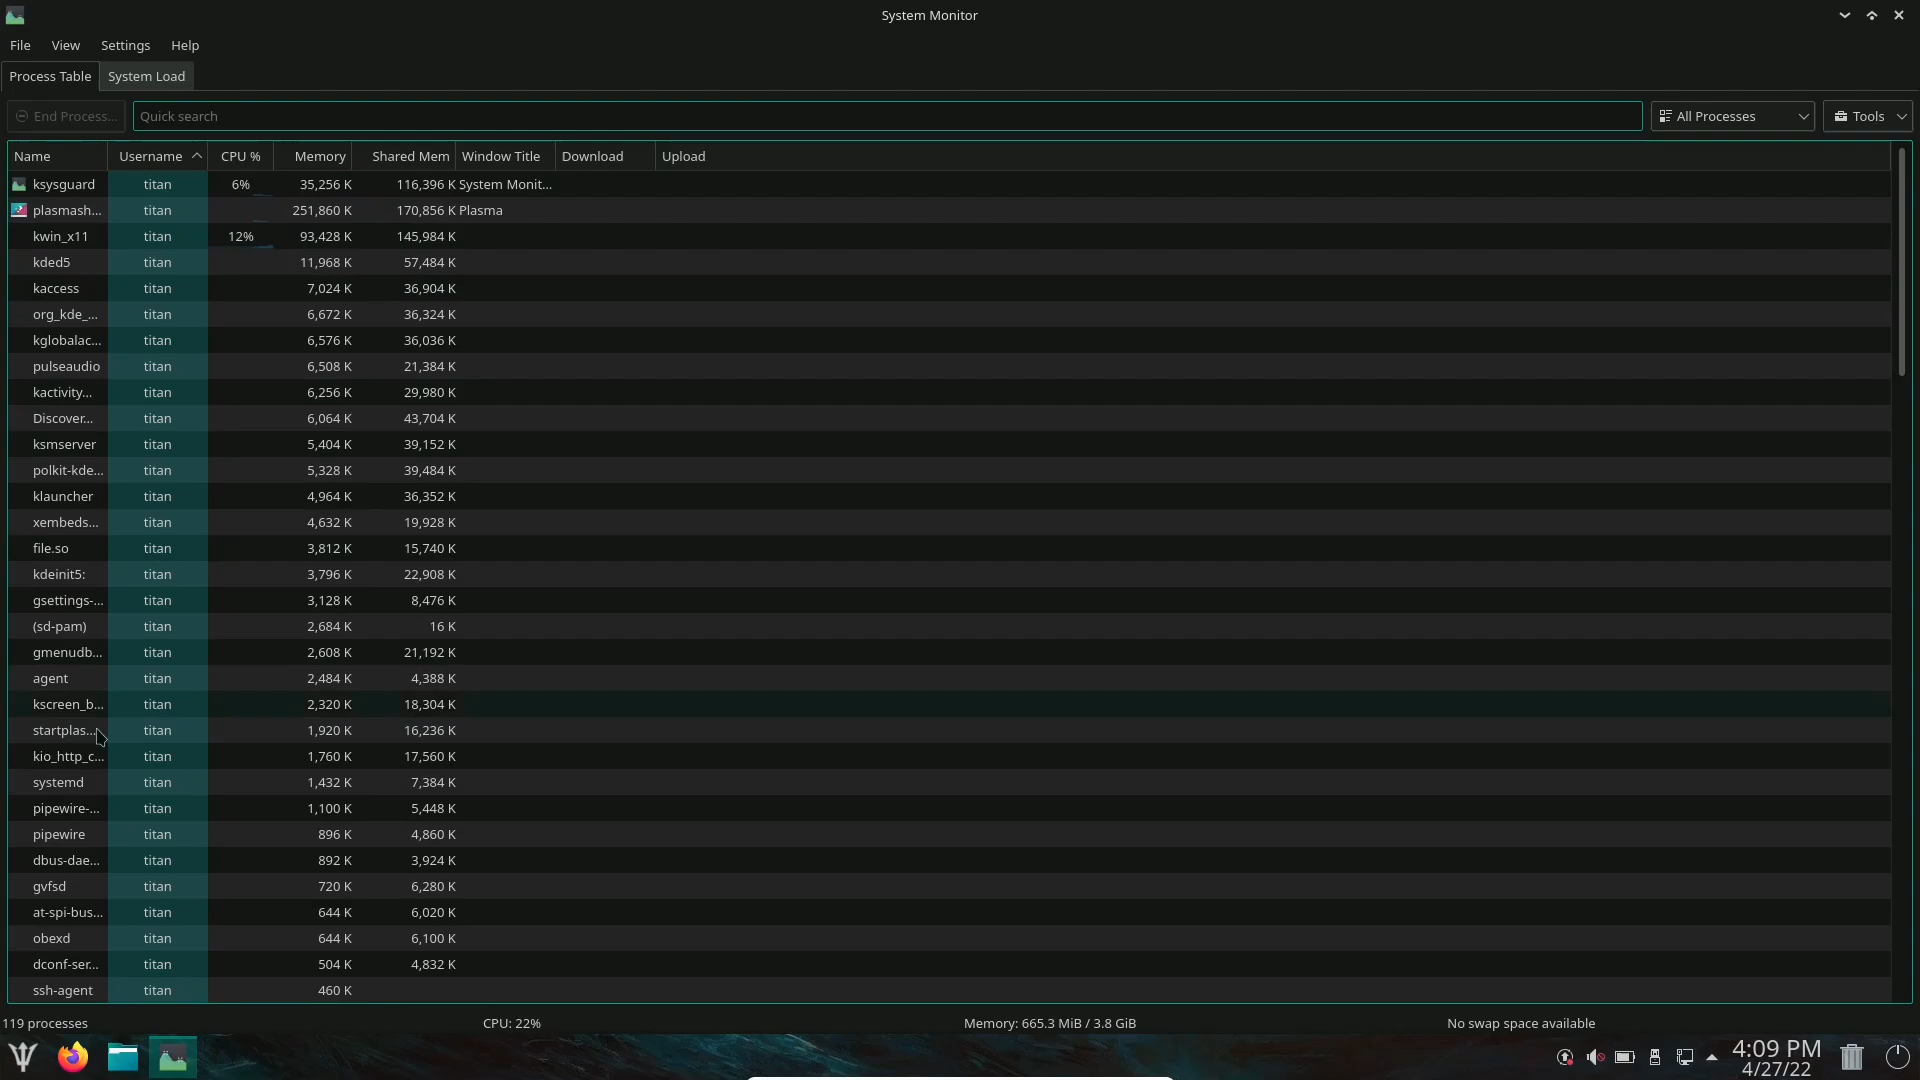 System Monitor
File View Settings Help
Process Table System Load
End Process... Quick search All Processes Tools
Name Username CPU % Memory Shared Mem Window Title Download Upload
ksysguard titan 6% 35,256 K 116,396 K System Monit...
plasmash... titan 251,860 K 170,856 K Plasma
kwin_x11 titan 12% 93,428 K 145,984 K
kded5 titan 11,968 K 57,484 K
kaccess titan 7,024 K 36,904 K
org_kde_... titan 6,672 K 36,324 K
kglobalac... titan 6,576 K 36,036 K
pulseaudio titan 6,508 K 21,384 K
kactivity... titan 6,256 K 29,980 K
Discover... titan 6,064 K 43,704 K
ksmserver titan 5,404 K 39,152 K
polkit-kde... titan 5,328 K 39,484 K
klauncher titan 4,964 K 36,352 K
xembeds... titan 4,632 K 19,928 K
file.so titan 3,812 K 15,740 K
kdeinit5: titan 3,796 K 22,908 K
gsettings-... titan 3,128 K 8,476 K
(sd-pam) titan 2,684 K 16 K
gmenudb... titan 2,608 K 21,192 K
agent titan 2,484 K 4,388 K
kscreen_b... titan 2,320 K 18,304 K
startplas... titan 1,920 K 16,236 K
kio_http_c... titan 1,760 K 17,560 K
systemd titan 1,432 K 7,384 K
pipewire-... titan 1,100 K 5,448 K
pipewire titan 896 K 4,860 K
dbus-dae... titan 892 K 3,924 K
gvfsd titan 720 K 6,280 K
at-spi-bus... titan 644 K 6,020 K
obexd titan 644 K 6,100 K
dconf-ser... titan 504 K 4,832 K
ssh-agent titan 460 K
119 processes CPU: 22% Memory: 665.3 MiB / 3.8 GiB No swap space available
4:09 PM
4/27/22